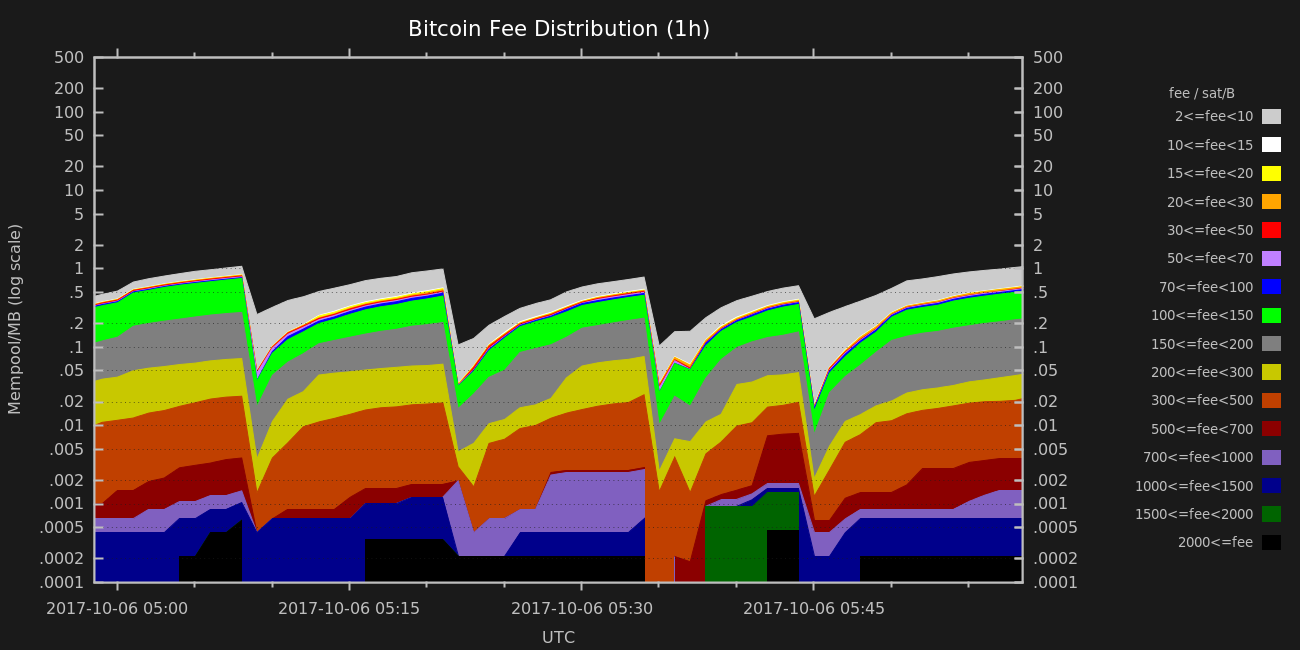 Bitcoin Fee Distribution (1h)
Mempool/MB (log scale)
500
200
100
50
20
10
5
2
1
.5
.2
.1
.05
.02
.01
.005
.002
.001
.0005
.0002
.0001
500
200
100
50
20
10
5
2
1
.5
.2
.1
.05
.02
.01
.005
.002
.001
.0005
.0002
.0001
2017-10-06 05:00
2017-10-06 05:15
2017-10-06 05:30
2017-10-06 05:45
UTC
fee / sat/B
2<=fee<10
10<=fee<15
15<=fee<20
20<=fee<30
30<=fee<50
50<=fee<70
70<=fee<100
100<=fee<150
150<=fee<200
200<=fee<300
300<=fee<500
500<=fee<700
700<=fee<1000
1000<=fee<1500
1500<=fee<2000
2000<=fee